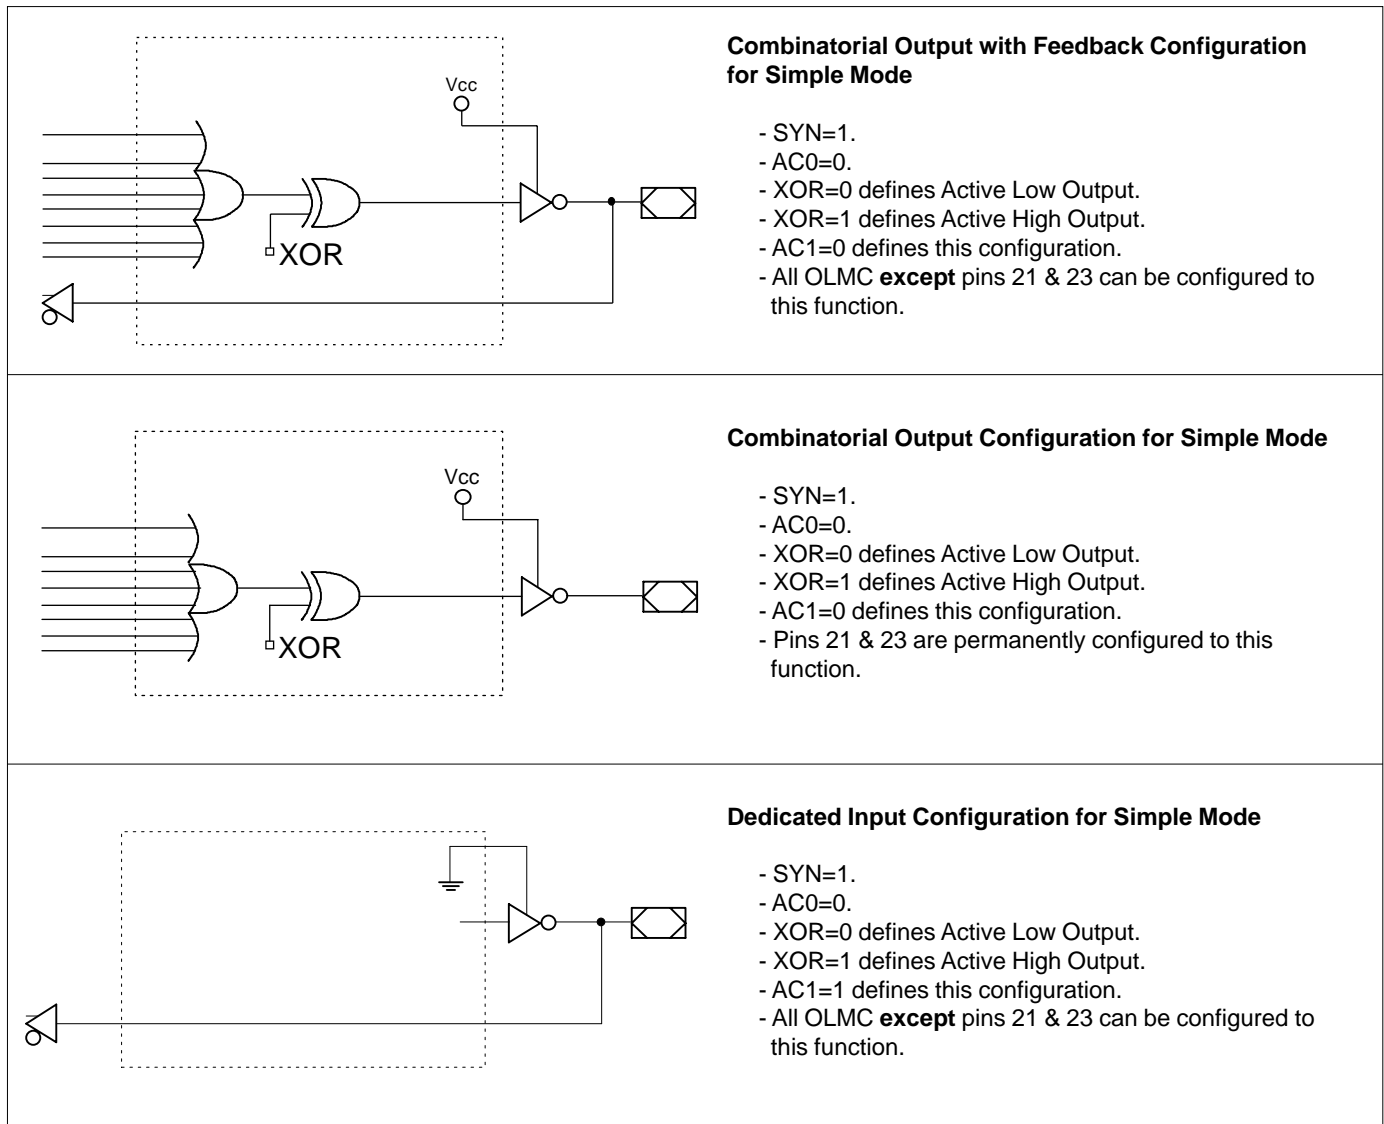 Combinatorial Output with Feedback Configuration
for Simple Mode
Vcc
XOR
- SYN=1.
- AC0=0.
- XOR=0 defines Active Low Output.
- XOR=1 defines Active High Output.
- AC1=0 defines this configuration.
- All OLMC except pins 21 & 23 can be configured to
this function.
Combinatorial Output Configuration for Simple Mode
Vcc
XOR
- SYN=1.
- AC0=0.
- XOR=0 defines Active Low Output.
- XOR=1 defines Active High Output.
- AC1=0 defines this configuration.
- Pins 21 & 23 are permanently configured to this
function.
Dedicated Input Configuration for Simple Mode
- SYN=1.
- AC0=0.
- XOR=0 defines Active Low Output.
- XOR=1 defines Active High Output.
- AC1=1 defines this configuration.
- All OLMC except pins 21 & 23 can be configured to
this function.